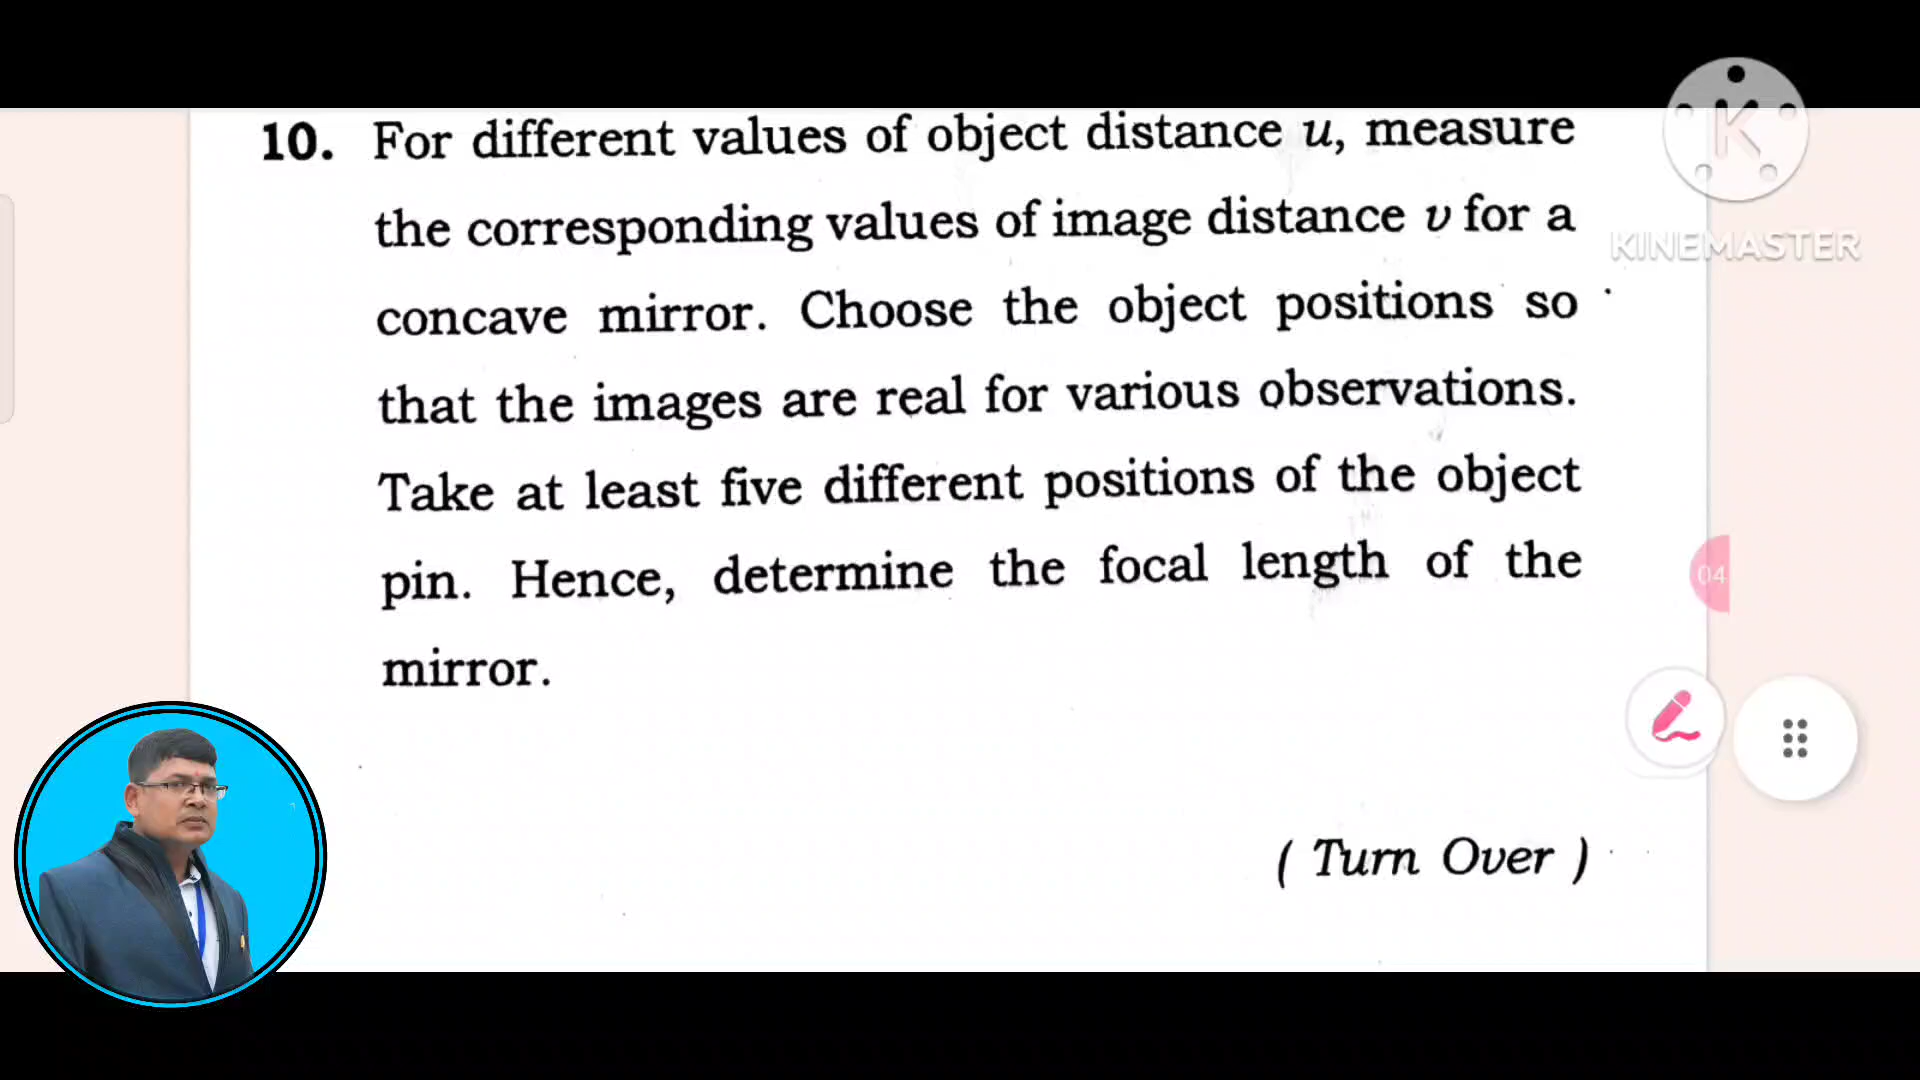 10. For different values of object distance u, measure
the corresponding values of image distance v for a
concave mirror. Choose the object positions so
that the images are real for various observations.
Take at least five different positions of the object
pin. Hence, determine the focal length of the
mirror.
( Turn Over )
K
KINEMASTER
04